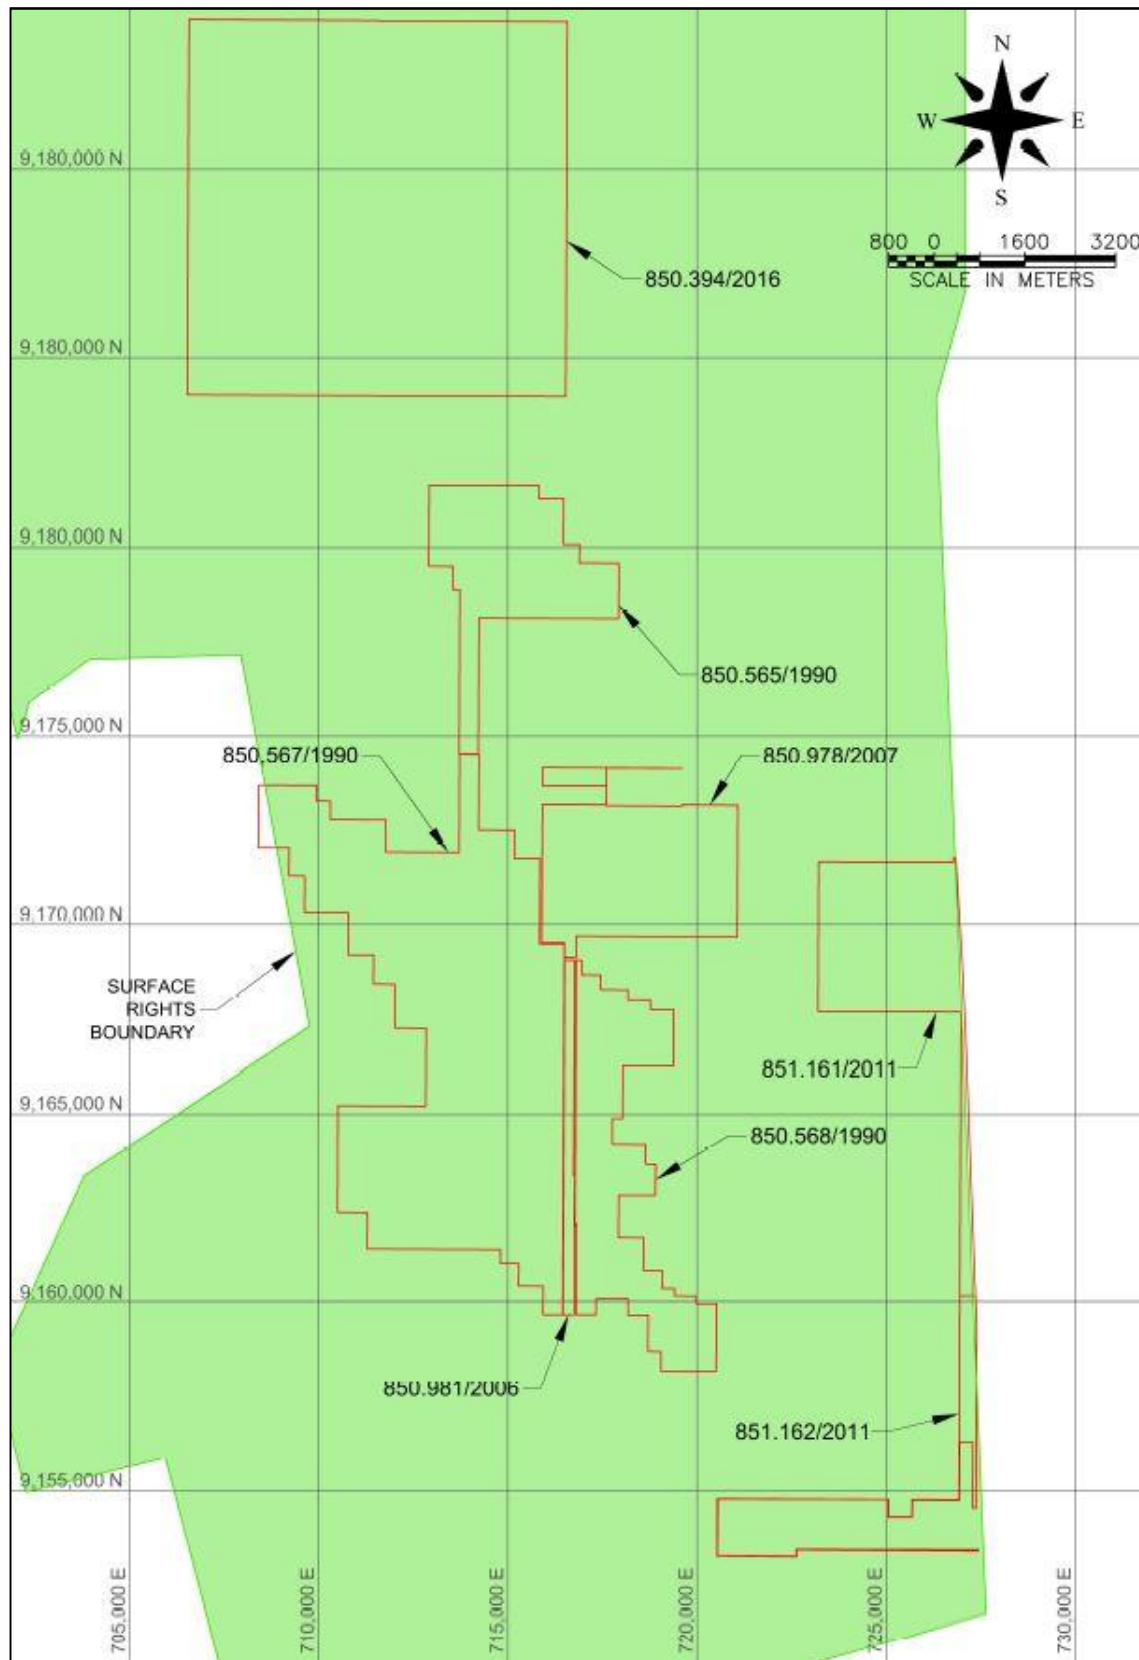 N
W E
S
9,180,000 N
800 0 1600 3200
SCALE IN METERS
850.394/2016
9,180,000 N
9,180,000 N
850.565/1990
9,175,000 N
850.567/1990
850.978/2007
9,170,000 N
SURFACE
RIGHTS
BOUNDARY
851.161/2011
9,165,000 N
850.568/1990
9,160,000 N
850.981/2006
851.162/2011
9,155,000 N
705,000 E
710,000 E
715,000 E
720,000 E
725,000 E
730,000 E